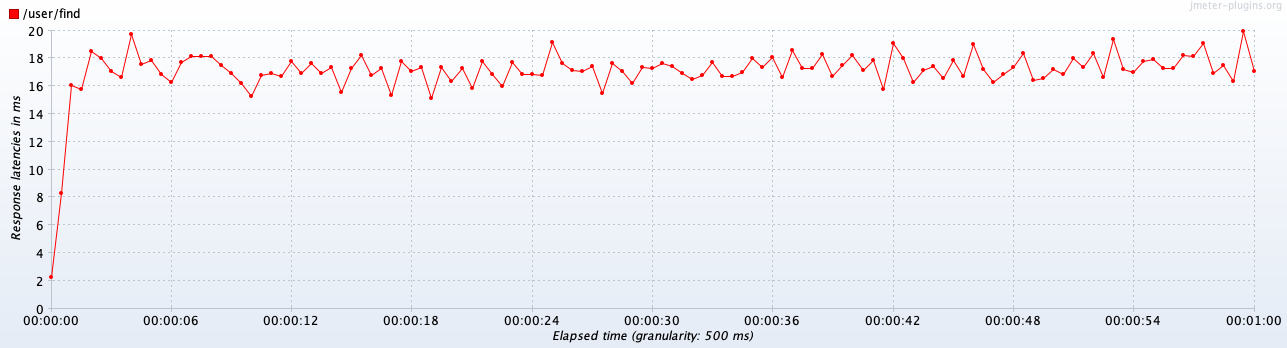 jmeter-plugins.org
/user/find
20
18
16
14
12
10
8
6
4
2
0
Response latencies in ms
00:00:00 00:00:06 00:00:12 00:00:18 00:00:24 00:00:30 00:00:36 00:00:42 00:00:48 00:00:54 00:01:00
Elapsed time (granularity: 500 ms)